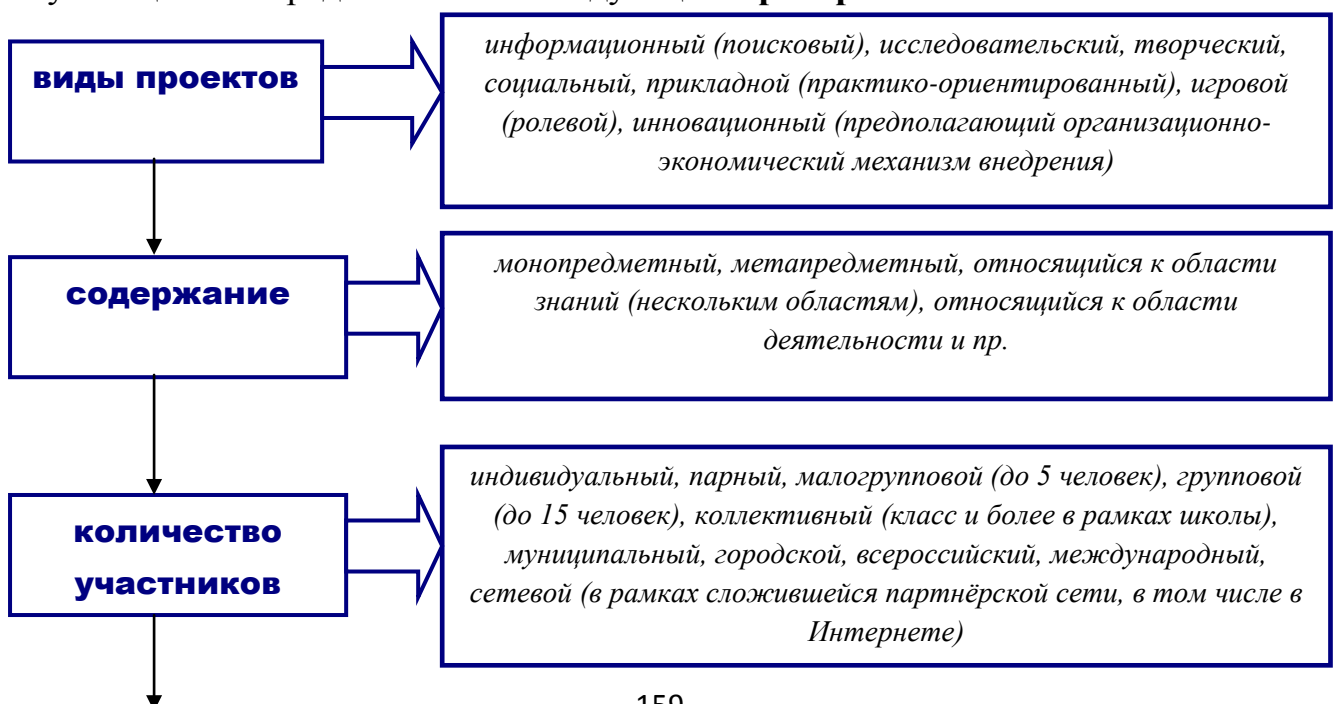 виды проектов
информационный (поисковый), исследовательский, творческий,
социальный, прикладной (практико-ориентированный), игровой
(ролевой), инновационный (предполагающий организационно-
экономический механизм внедрения)
содержание
монопредметный, метапредметный, относящийся к области
знаний (нескольким областям), относящийся к области
деятельности и пр.
количество
участников
индивидуальный, парный, малогрупповой (до 5 человек), групповой
(до 15 человек), коллективный (класс и более в рамках школы),
муниципальный, городской, всероссийский, международный,
сетевой (в рамках сложившейся партнёрской сети, в том числе в
Интернете)
159